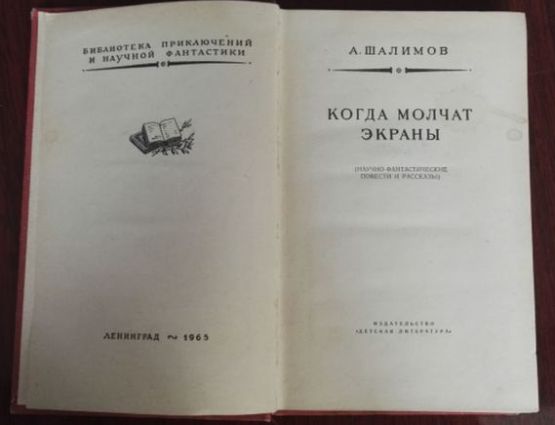 БИБЛИОТЕКА ПРИКЛЮЧЕНИЙ
И НАУЧНОЙ ФАНТАСТИКИ
ЛЕНИНГРАД ~ 1965
А. ШАЛИМОВ
КОГДА МОЛЧАТ
ЭКРАНЫ
(НАУЧНО-ФАНТАСТИЧЕСКИЕ
ПОВЕСТИ И РАССКАЗЫ)
ИЗДАТЕЛЬСТВО
«ДЕТСКАЯ ЛИТЕРАТУРА»